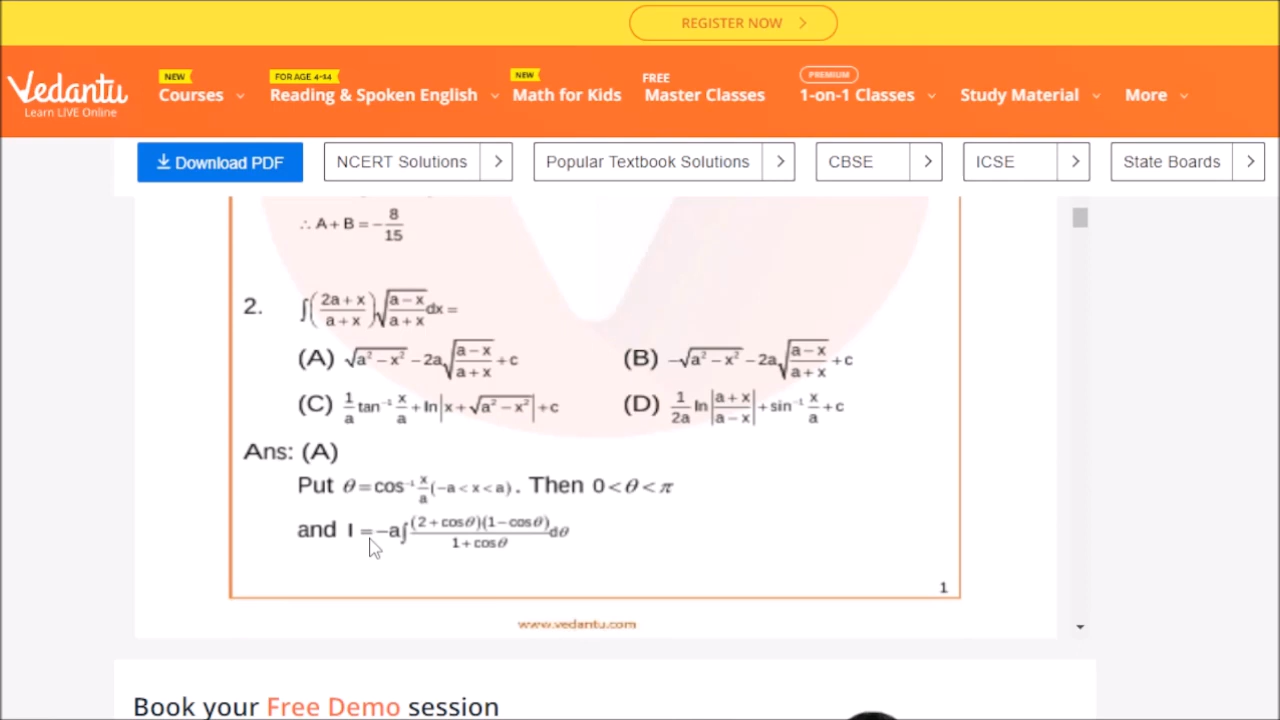 REGISTER NOW
Vedantu
Learn LIVE Online
NEW
Courses
FOR AGE 4-14
Reading & Spoken English
NEW
Math for Kids
FREE
Master Classes
PREMIUM
1-on-1 Classes
Study Material
More
Download PDF
NCERT Solutions
Popular Textbook Solutions
CBSE
ICSE
State Boards
∴ A + B = -8/15
2. ∫((2a + x)/(a + x))√((a - x)/(a + x)) dx =
(A) √(a² - x²) - 2a√((a - x)/(a + x)) + c
(B) -√(a² - x²) - 2a√((a - x)/(a + x)) + c
(C) 1/a tan⁻¹ x/a + ln|x + √(a² - x²)| + c
(D) 1/2a ln|(a + x)/(a - x)| + sin⁻¹ x/a + c
Ans: (A)
Put θ = cos⁻¹ x/a (-a < x < a). Then 0 < θ < π
and I = -a∫((2 + cosθ)(1 - cosθ))/(1 + cosθ) dθ
1
www.vedantu.com
Book your Free Demo session